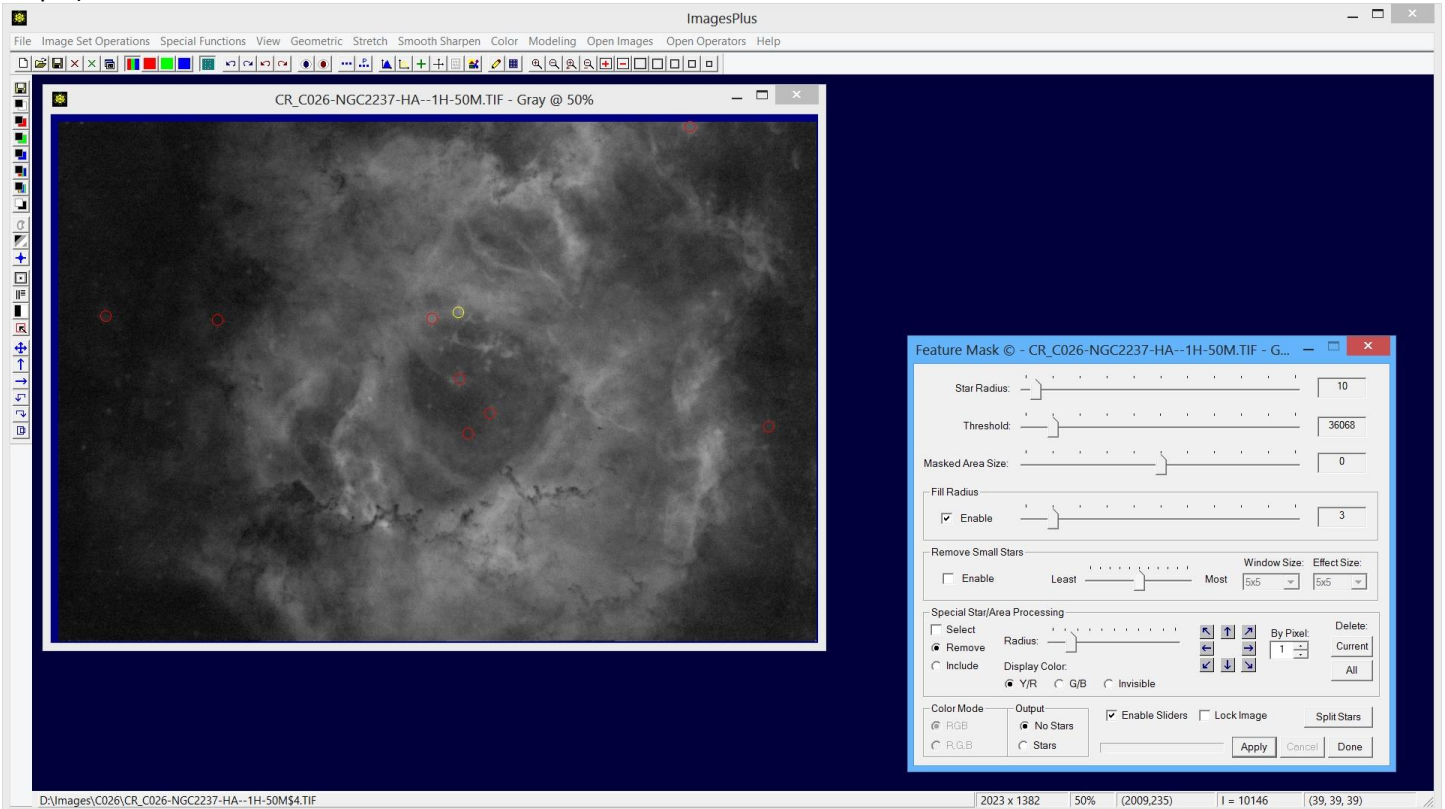 ImagesPlus
File Image Set Operations Special Functions View Geometric Stretch Smooth Sharpen Color Modeling Open Images Open Operators Help
CR_C026-NGC2237-HA--1H-50M.TIF - Gray @ 50%
Feature Mask © - CR_C026-NGC2237-HA--1H-50M.TIF - G...
Star Radius: 10
Threshold: 36068
Masked Area Size: 0
Fill Radius
Enable 3
Remove Small Stars
Window Size: Effect Size:
Enable Least Most 5x5 5x5
Special Star/Area Processing
Select Delete:
Radius: By Pixel:
Remove 1 Current
Include Display Color: All
Y/R G/B Invisible
Color Mode Output
Enable Sliders Lock Image Split Stars
RGB No Stars
R,G,B Stars Apply Cancel Done
D:\Images\C026\CR_C026-NGC2237-HA--1H-50M$4.TIF 2023 x 1382 50% (2009,235) I = 10146 (39, 39, 39)